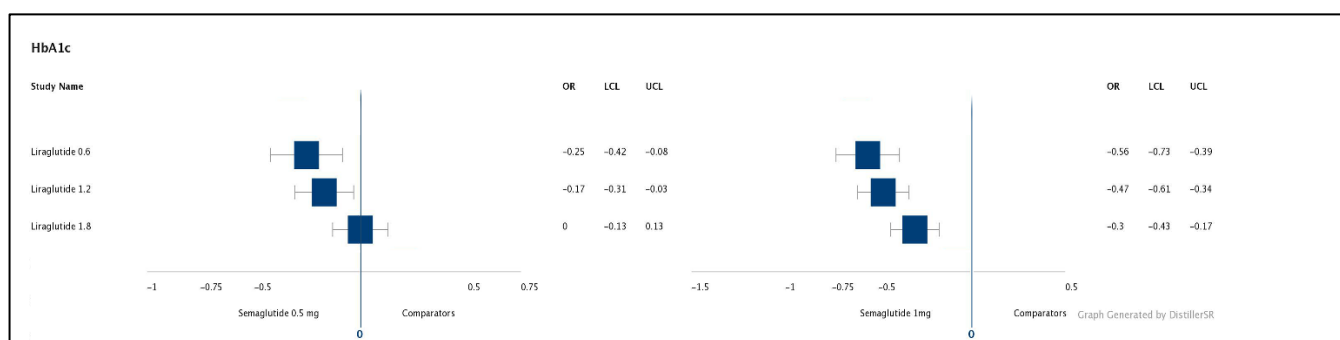 HbA1c
Study Name OR LCL UCL OR LCL UCL
Liraglutide 0.6 −0.25 −0.42 −0.08 −0.56 −0.73 −0.39
Liraglutide 1.2 −0.17 −0.31 −0.03 −0.47 −0.61 −0.34
Liraglutide 1.8 0 −0.13 0.13 −0.3 −0.43 −0.17
−1 −0.75 −0.5 0.5 0.75 −1.5 −1 −0.75 −0.5 0.5
Semaglutide 0.5 mg Comparators Semaglutide 1mg Comparators Graph Generated by DistillerSR
0 0